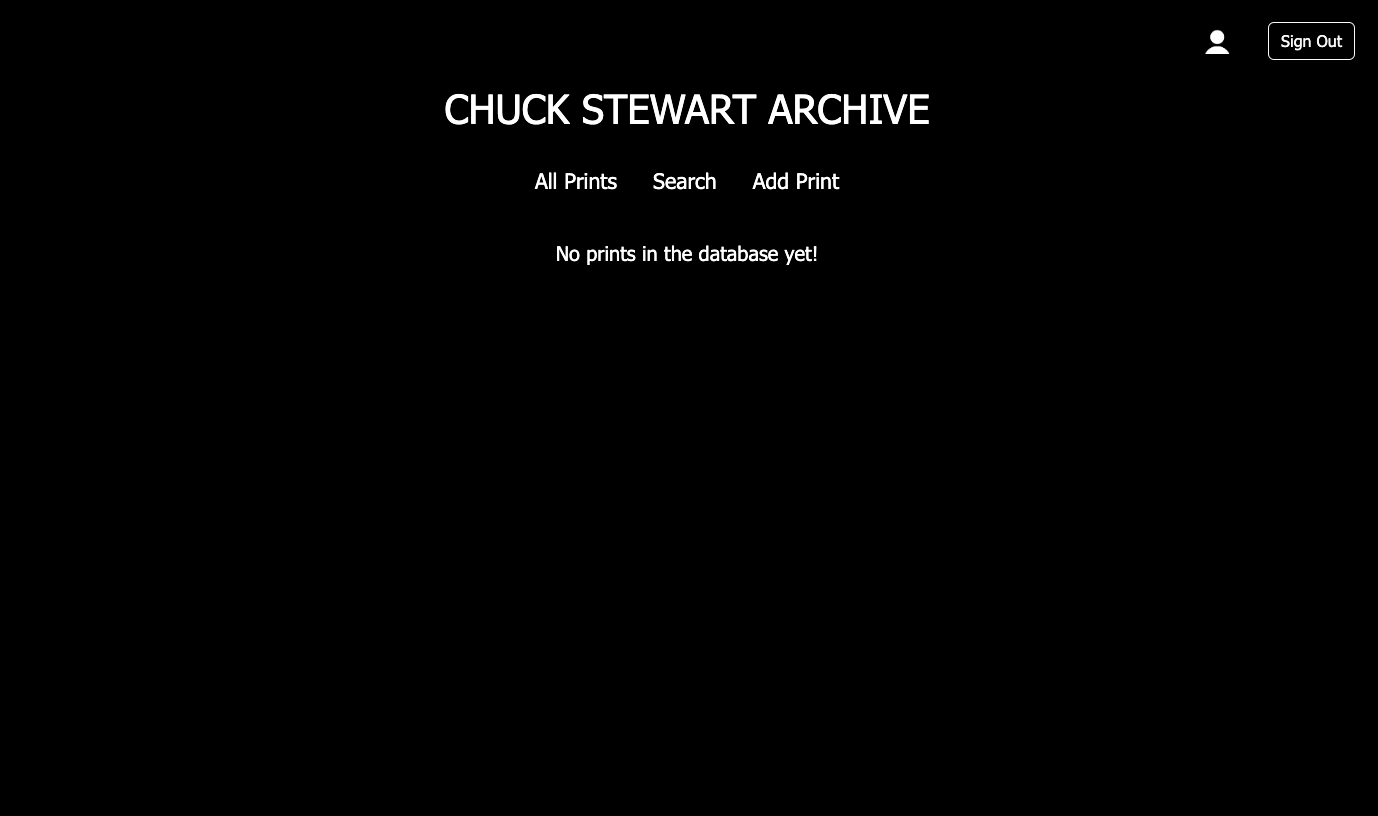 Sign Out
CHUCK STEWART ARCHIVE
All Prints Search Add Print
No prints in the database yet!